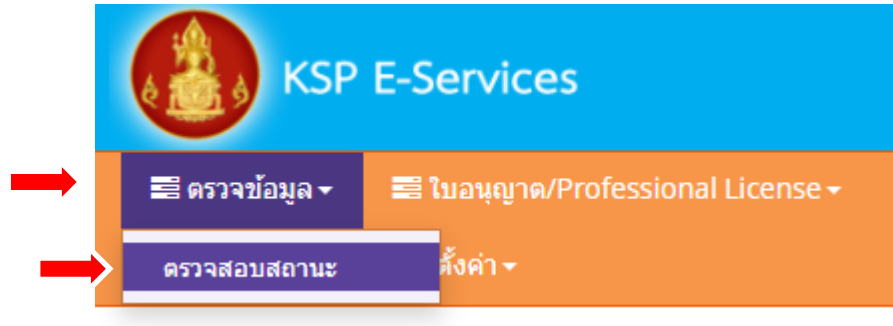 KSP E-Services
ตรวจข้อมูล
ใบอนุญาต/Professional License
ตรวจสอบสถานะ
ตั้งค่า